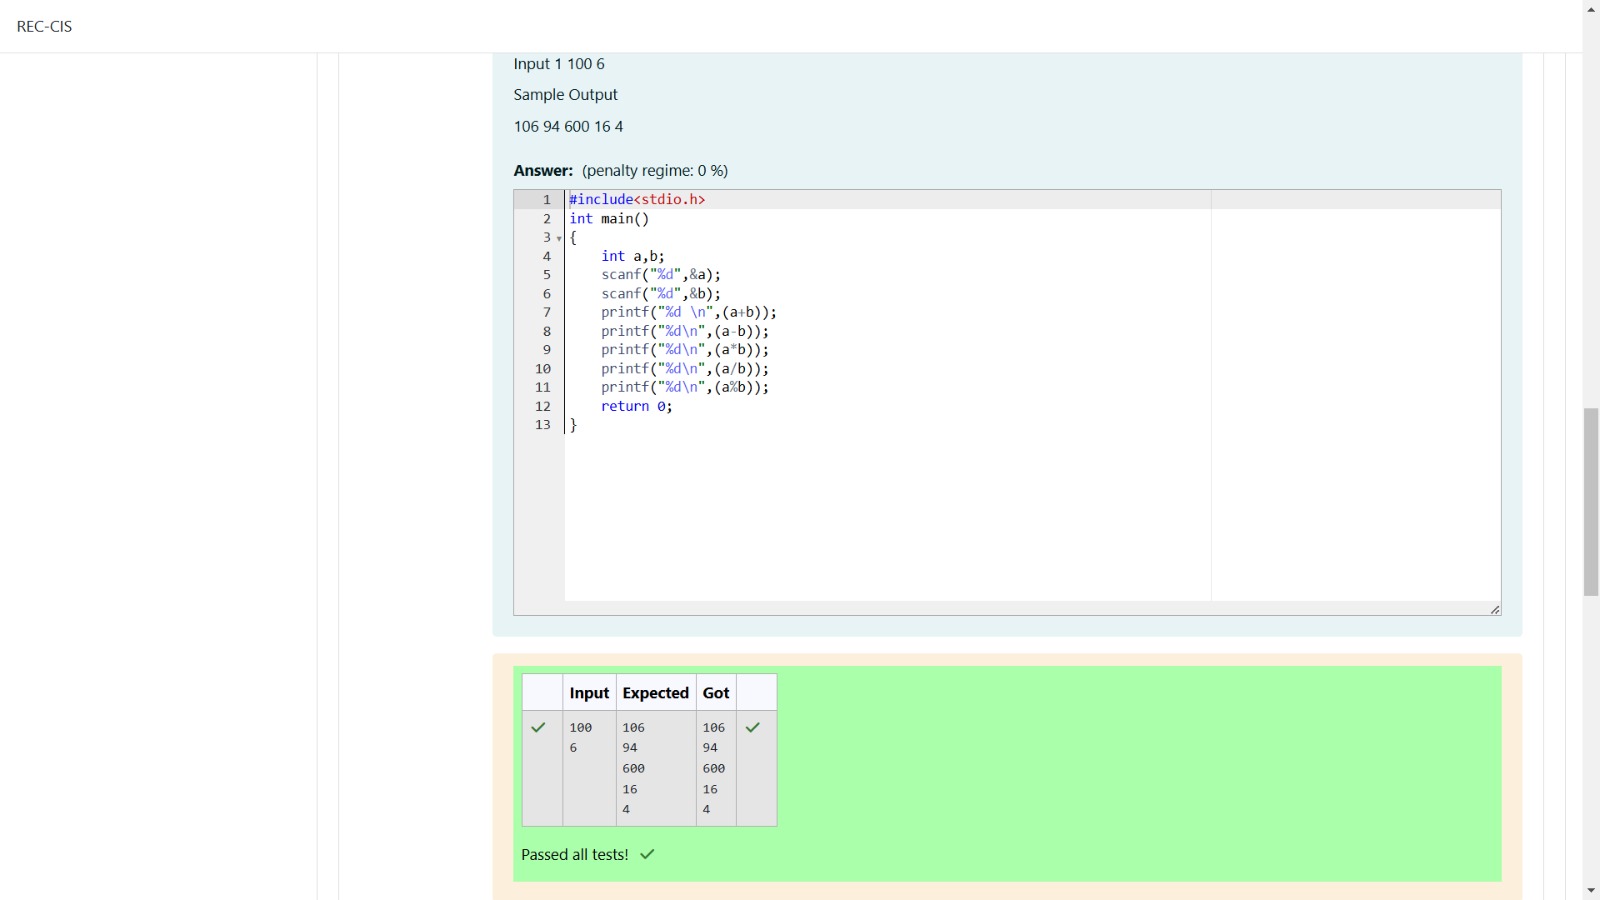 REC-CIS
Input 1 100 6
Sample Output
106 94 600 16 4
Answer: (penalty regime: 0 %)
1 #include<stdio.h>
2 int main()
3 {
4 int a,b;
5 scanf("%d",&a);
6 scanf("%d",&b);
7 printf("%d \n",(a+b));
8 printf("%d\n",(a-b));
9 printf("%d\n",(a*b));
10 printf("%d\n",(a/b));
11 printf("%d\n",(a%b));
12 return 0;
13 }
Input Expected Got
100 106 106
6 94 94
600 600
16 16
4 4
Passed all tests!